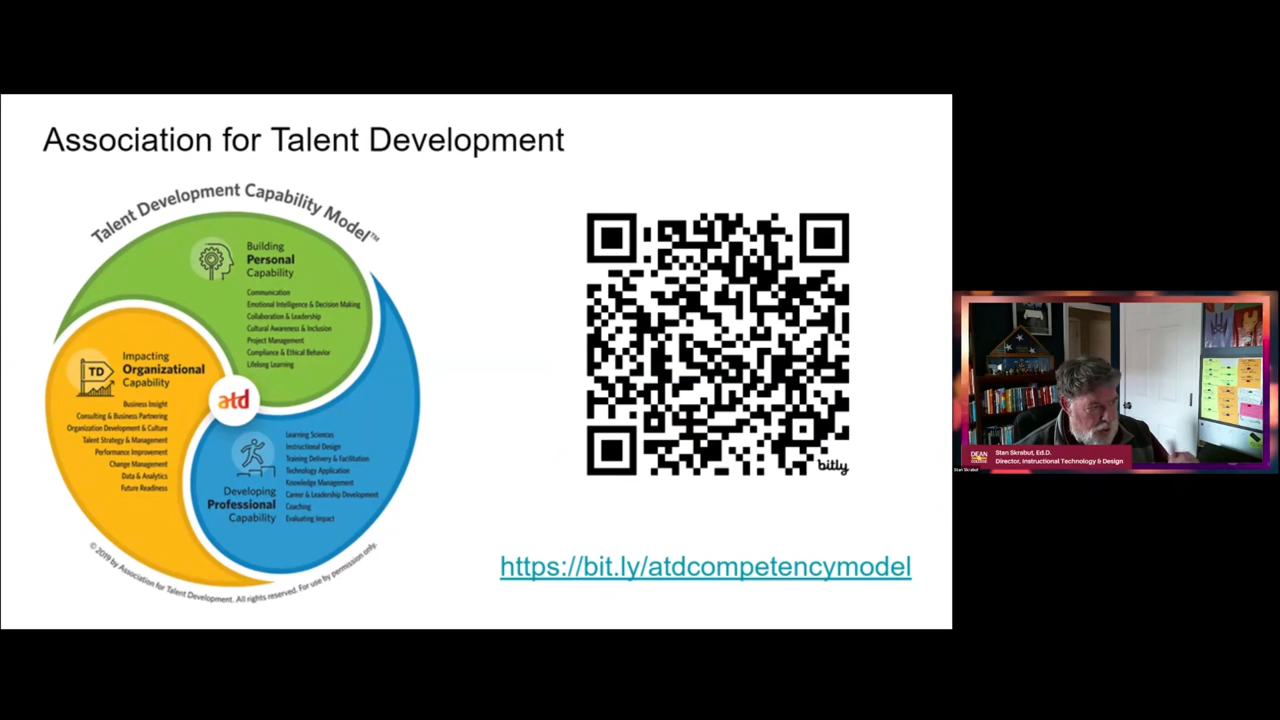 Association for Talent Development
Talent Development Capability Model™
Building
Personal
Capability
Communication
Emotional Intelligence & Decision Making
Collaboration & Leadership
Cultural Awareness & Inclusion
Project Management
Compliance & Ethical Behavior
Lifelong Learning
TD
Impacting
Organizational
Capability
Business Insight
Consulting & Business Partnering
Organization Development & Culture
Talent Strategy & Management
Performance Improvement
Change Management
Data & Analytics
Future Readiness
atd
Learning Sciences
Instructional Design
Training Delivery & Facilitation
Technology Application
Knowledge Management
Career & Leadership Development
Coaching
Evaluating Impact
Developing
Professional
Capability
© 2019 by Association for Talent Development. All rights reserved. For use by permission only.
bitly
https://bit.ly/atdcompetencymodel
DEAN
COLLEGE
Stan Skrabut, Ed.D.
Director, Instructional Technology & Design
Stan Skrabut